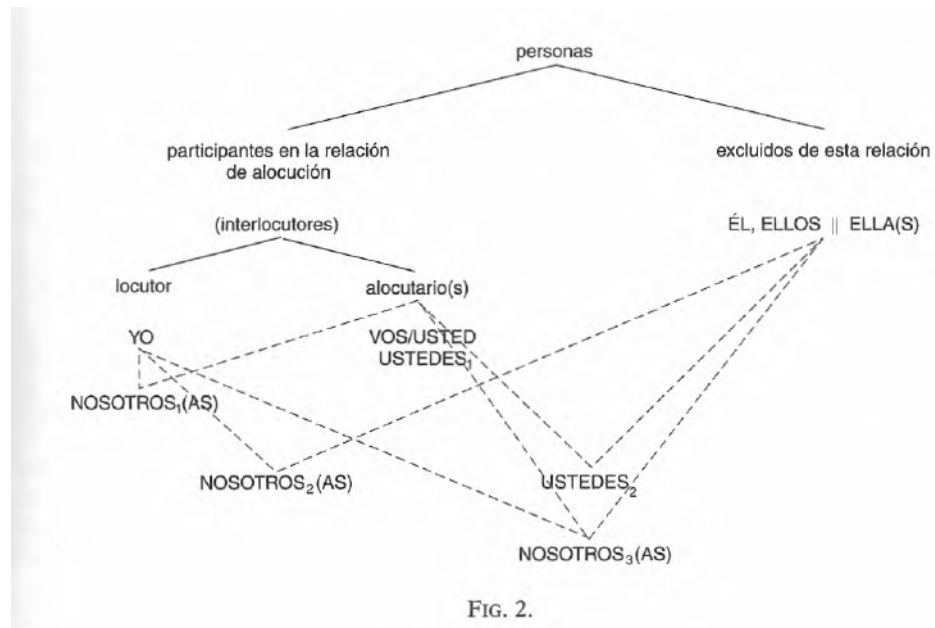 personas
participantes en la relación
de alocución
excluidos de esta relación
(interlocutores)
ÉL, ELLOS || ELLA(S)
locutor
alocutario(s)
YO
VOS/USTED
USTEDES₁
NOSOTROS₁(AS)
NOSOTROS₂(AS)
USTEDES₂
NOSOTROS₃(AS)
FIG. 2.